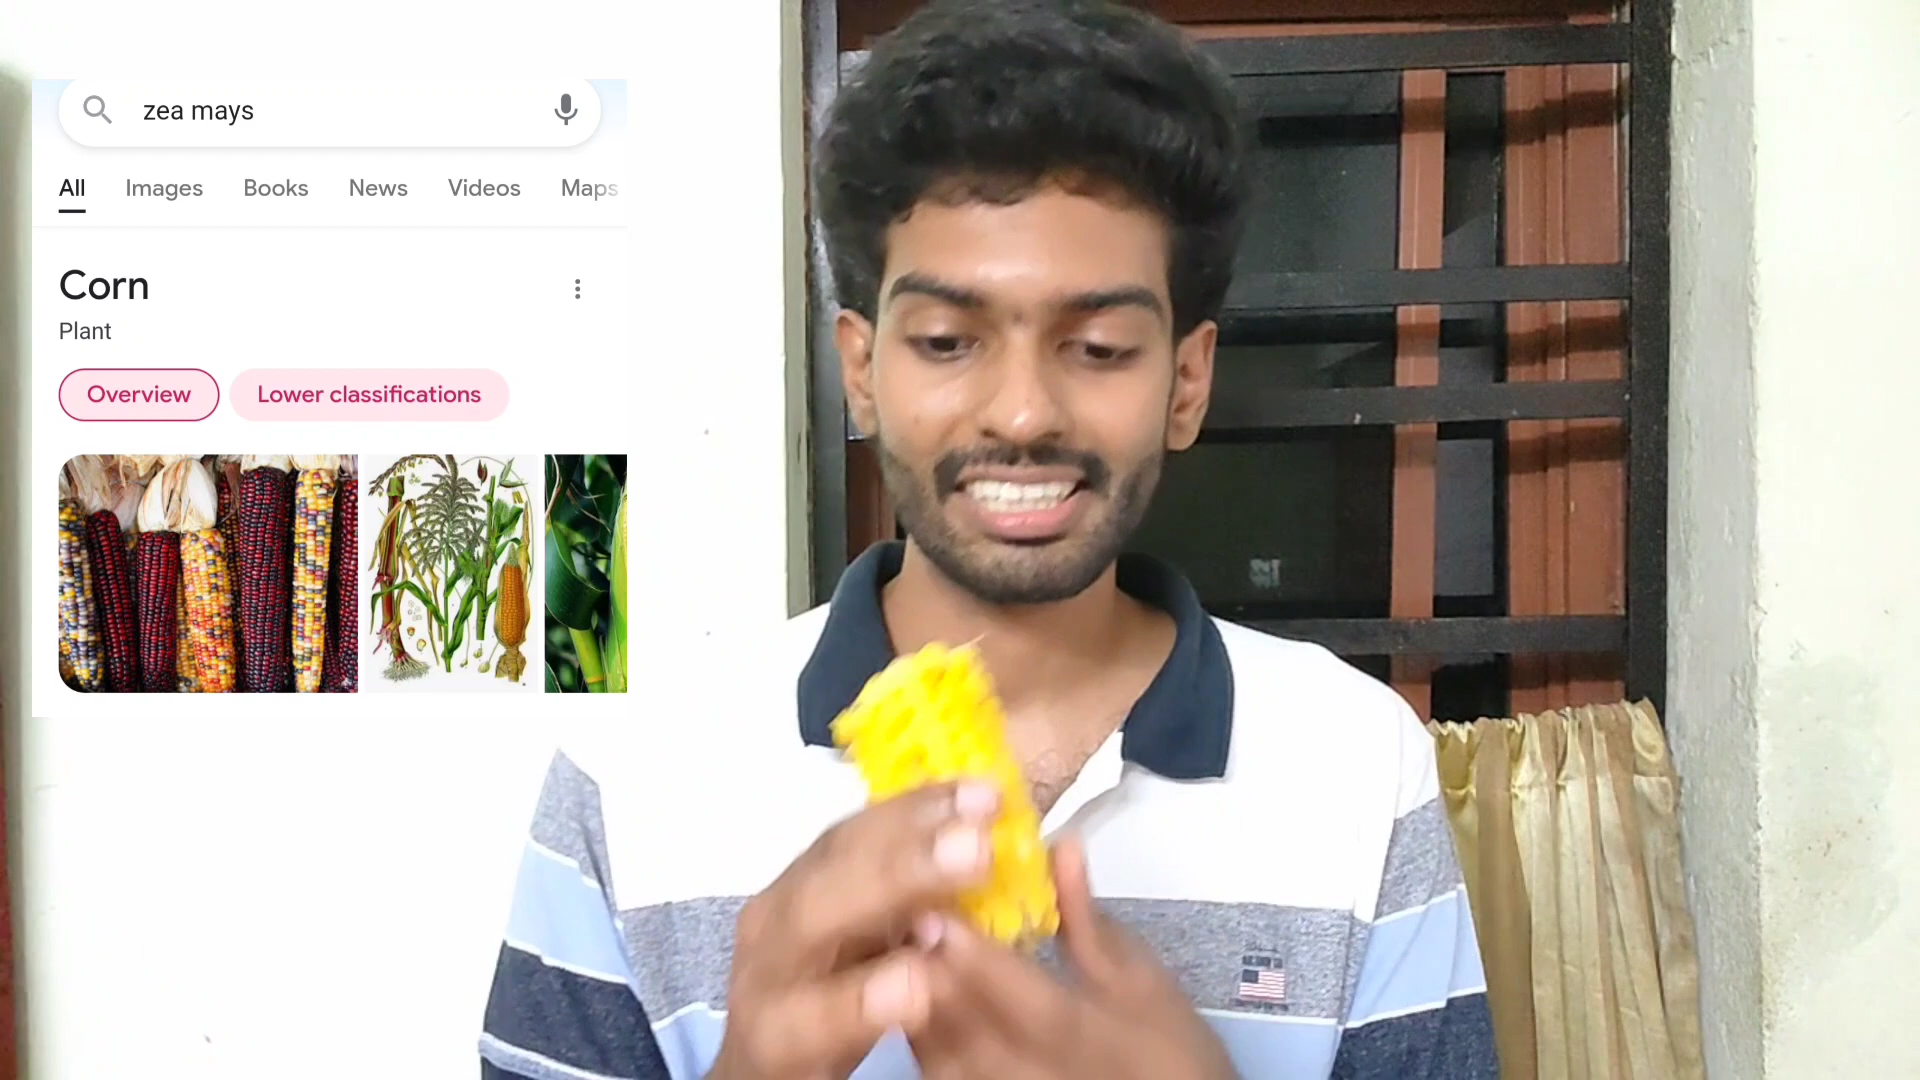 zea mays
All Images Books News Videos Maps
Corn
Plant
Overview Lower classifications